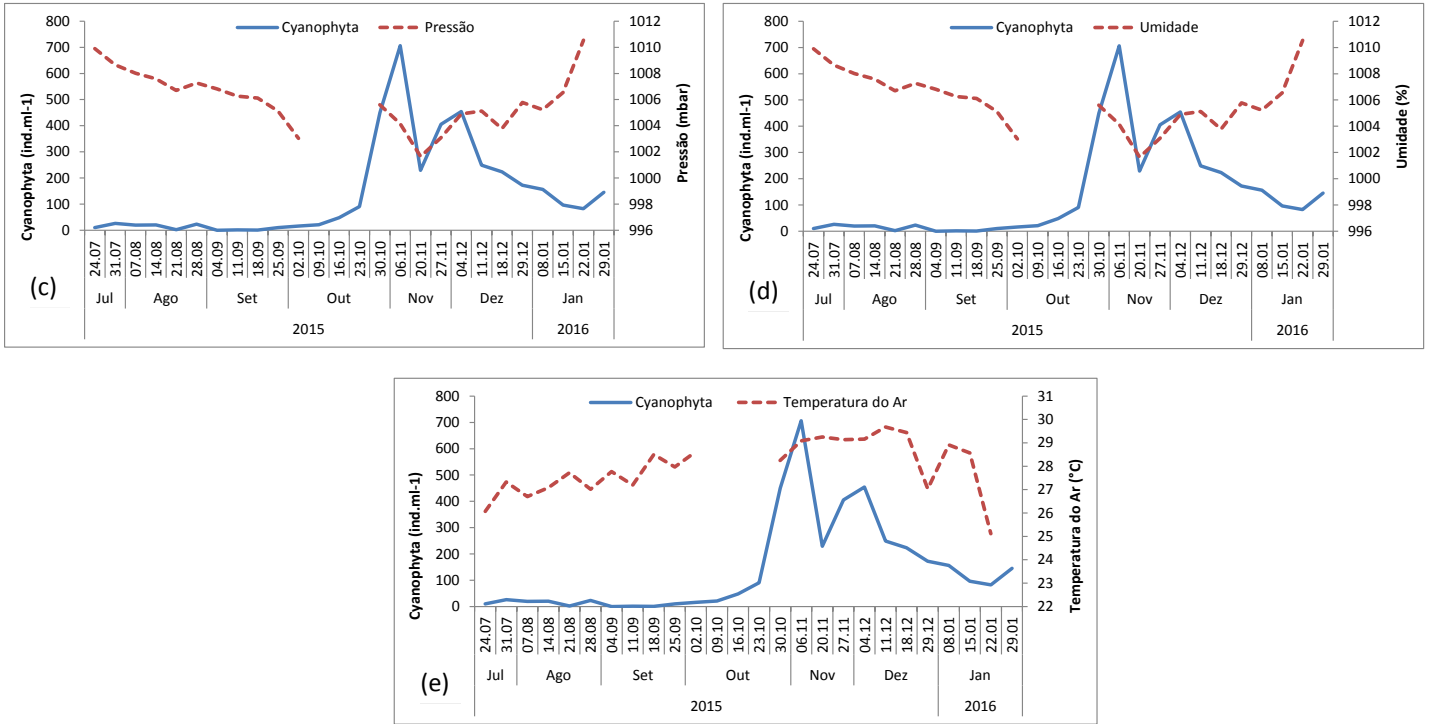 Cyanophyta Pressão
800 1012
700 1010
600 1008
500 1006
400 1004
300 1002
200 1000
100 998
0 996
Cyanophyta (ind.ml-1)
Pressão (mbar)
24.07 31.07 07.08 14.08 21.08 28.08 04.09 11.09 18.09 25.09 02.10 09.10 16.10 23.10 30.10 06.11 20.11 27.11 04.12 11.12 18.12 29.12 08.01 15.01 22.01 29.01
Jul Ago Set Out Nov Dez Jan
2015 2016
(c)
Cyanophyta Umidade
800 1012
700 1010
600 1008
500 1006
400 1004
300 1002
200 1000
100 998
0 996
Cyanophyta (ind.ml-1)
Umidade (%)
24.07 31.07 07.08 14.08 21.08 28.08 04.09 11.09 18.09 25.09 02.10 09.10 16.10 23.10 30.10 06.11 20.11 27.11 04.12 11.12 18.12 29.12 08.01 15.01 22.01 29.01
Jul Ago Set Out Nov Dez Jan
2015 2016
(d)
Cyanophyta Temperatura do Ar
800 31
700 30
600 29
500 28
400 27
300 26
200 25
100 24
0 23
22
Cyanophyta (ind.ml-1)
Temperatura do Ar (°C)
24.07 31.07 07.08 14.08 21.08 28.08 04.09 11.09 18.09 25.09 02.10 09.10 16.10 23.10 30.10 06.11 20.11 27.11 04.12 11.12 18.12 29.12 08.01 15.01 22.01 29.01
Jul Ago Set Out Nov Dez Jan
2015 2016
(e)